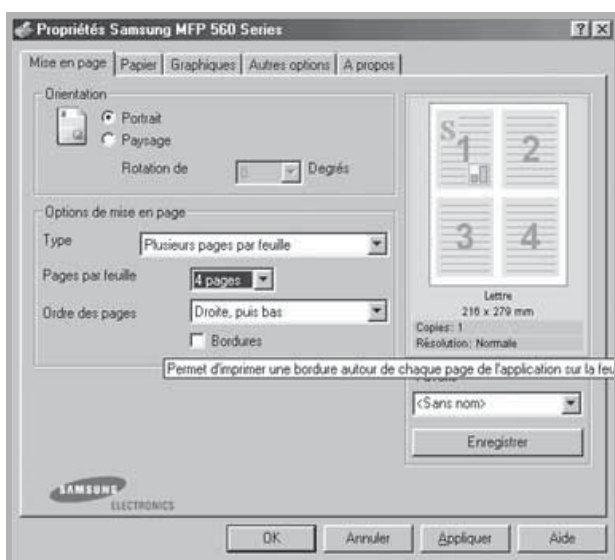 Propriétés Samsung MFP 560 Series
Mise en page Papier Graphiques Autres options A propos
Orientation
Portrait
Paysage
Rotation de 0 Degrés
Options de mise en page
Type Plusieurs pages par feuille
Pages par feuille 4 pages
Ordre des pages Droite, puis bas
Bordures
Permet d'imprimer une bordure autour de chaque page de l'application sur la feu
S
1 2
3 4
Lettre
216 x 279 mm
Copies: 1
Résolution: Normale
<Sans nom>
Enregistrer
SAMSUNG
ELECTRONICS
OK Annuler Appliquer Aide